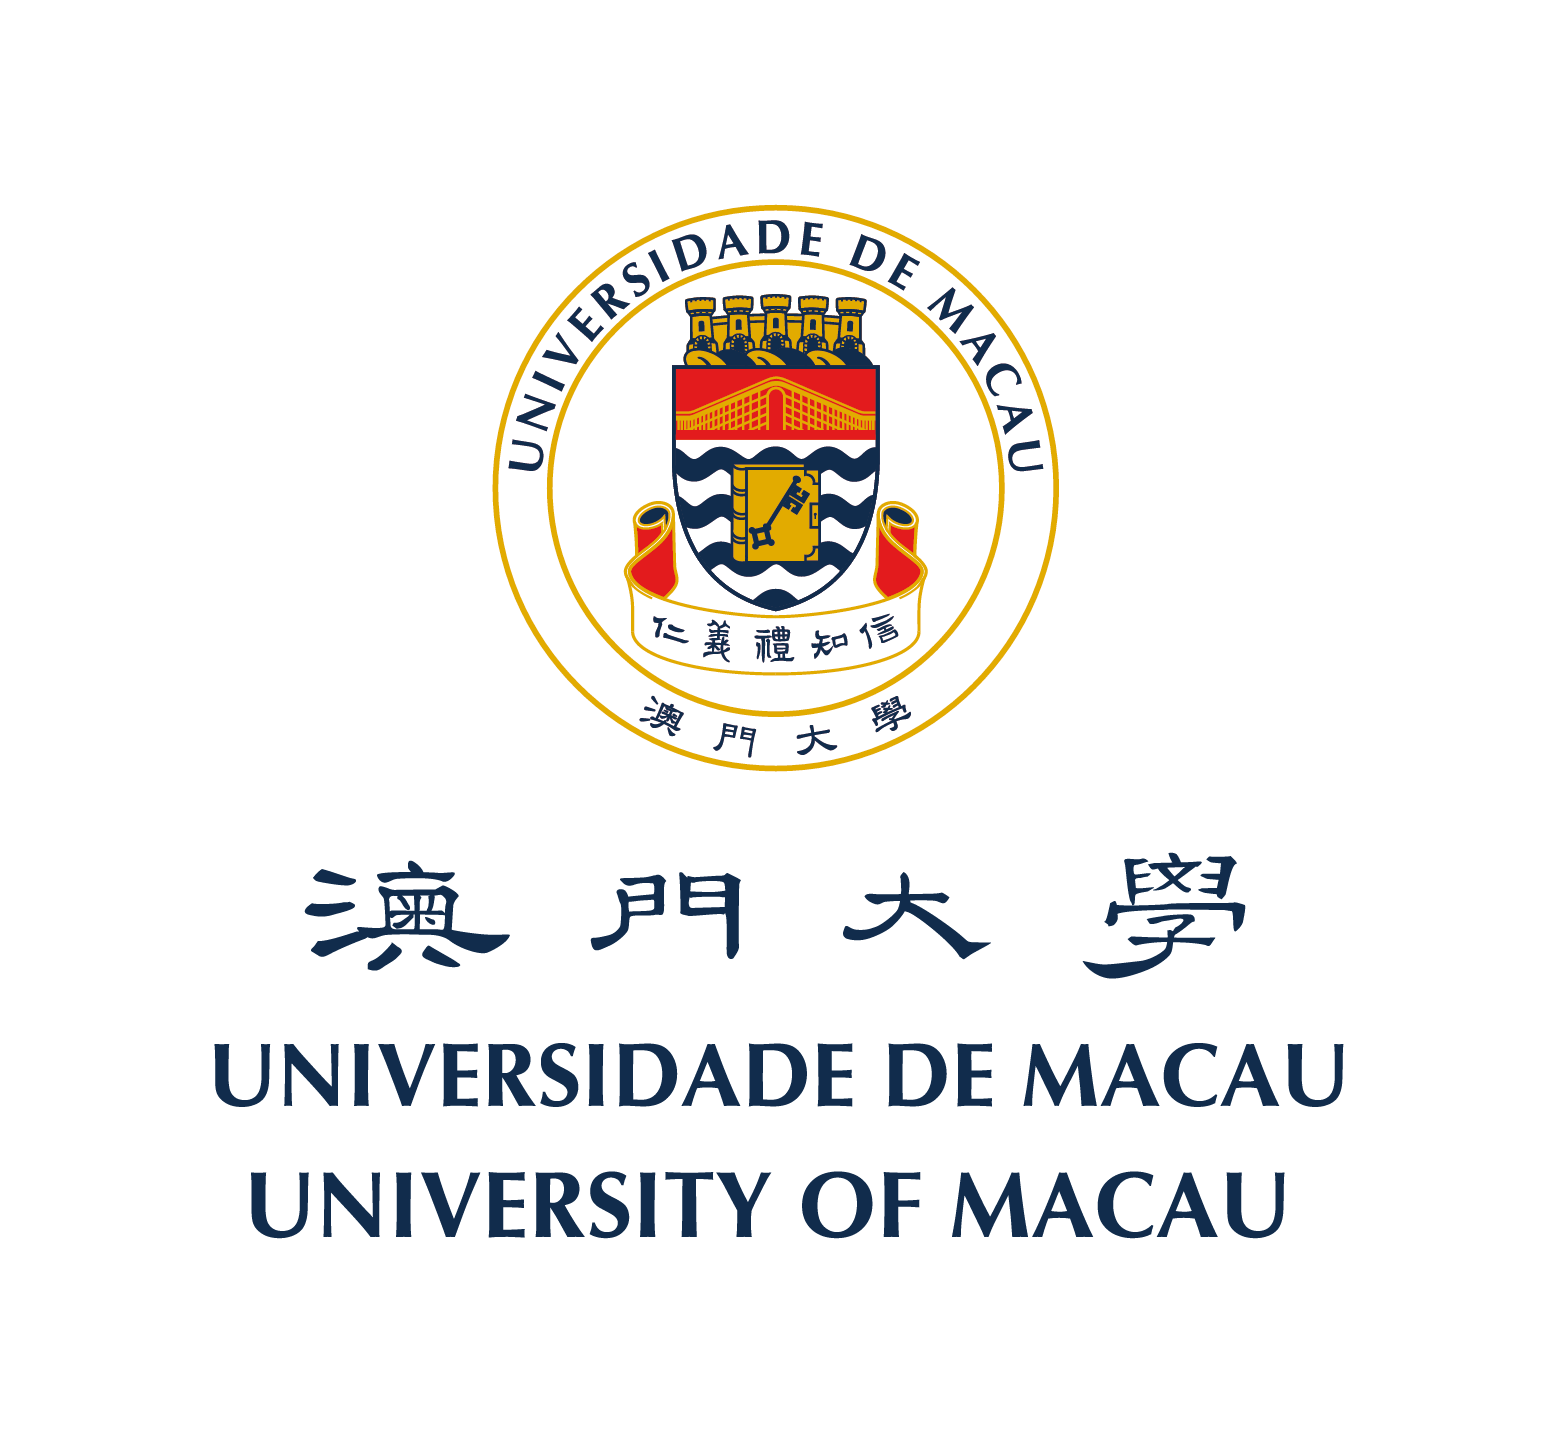 UNIVERSIDADE DE MACAU
仁義禮知信
澳門大學
澳門大學
UNIVERSIDADE DE MACAU
UNIVERSITY OF MACAU